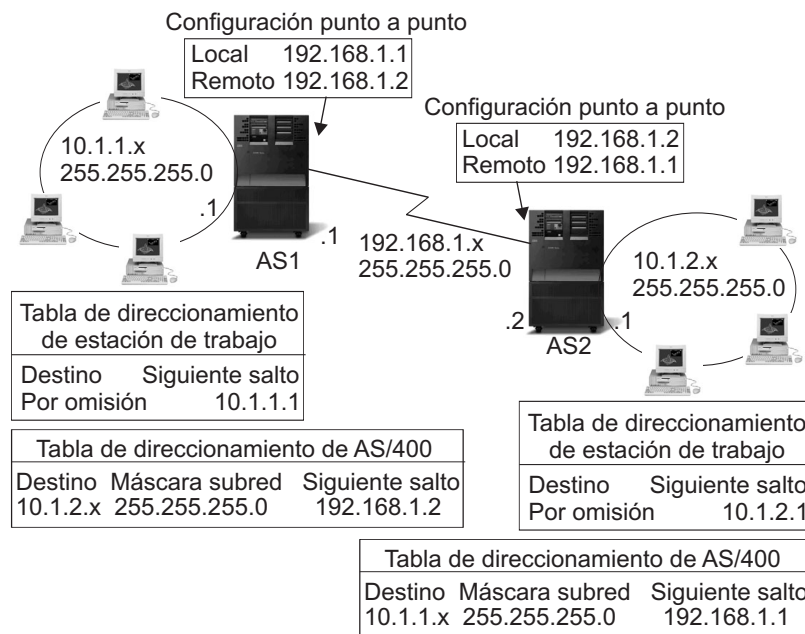 Configuración punto a punto
Local 192.168.1.1
Remoto 192.168.1.2
Configuración punto a punto
Local 192.168.1.2
Remoto 192.168.1.1
10.1.1.x
255.255.255.0
.1
.1
AS1
192.168.1.x
255.255.255.0
10.1.2.x
255.255.255.0
.2
.1
AS2
Tabla de direccionamiento
de estación de trabajo
Destino Siguiente salto
Por omisión 10.1.1.1
Tabla de direccionamiento de AS/400
Destino Máscara subred Siguiente salto
10.1.2.x 255.255.255.0 192.168.1.2
Tabla de direccionamiento
de estación de trabajo
Destino Siguiente salto
Por omisión 10.1.2.1
Tabla de direccionamiento de AS/400
Destino Máscara subred Siguiente salto
10.1.1.x 255.255.255.0 192.168.1.1